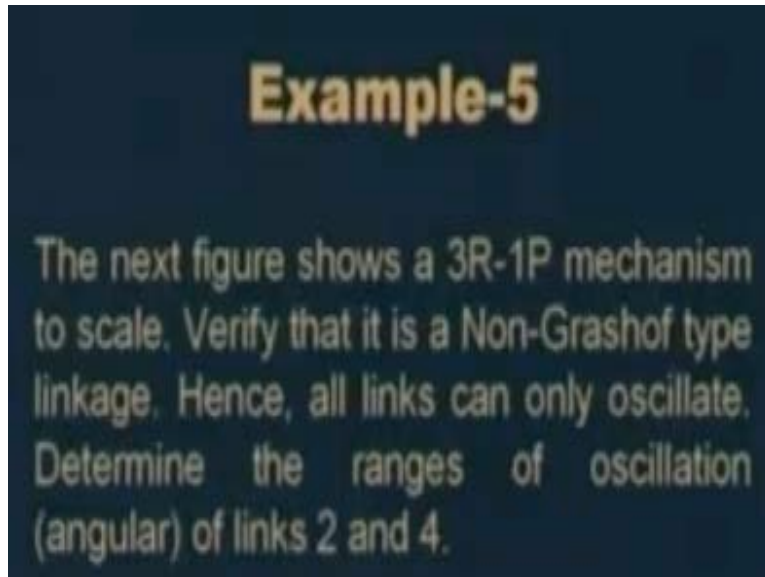 Example-5
The next figure shows a 3R-1P mechanism
to scale. Verify that it is a Non-Grashof type
linkage. Hence, all links can only oscillate.
Determine the ranges of oscillation
(angular) of links 2 and 4.